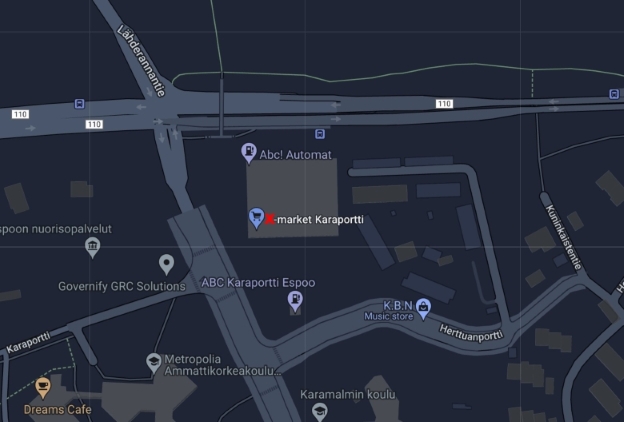 Lähderannantie
110
110
110
Abc! Automat
-market Karaportti
spoon nuorisopalvelut
Governify GRC Solutions
ABC Karaportti Espoo
K.B.N
Music store
Herttuanportti
Kuninkaistentie
Karaportti
Metropolia
Ammattikorkeakoulu...
Dreams Cafe
Karamalmin koulu